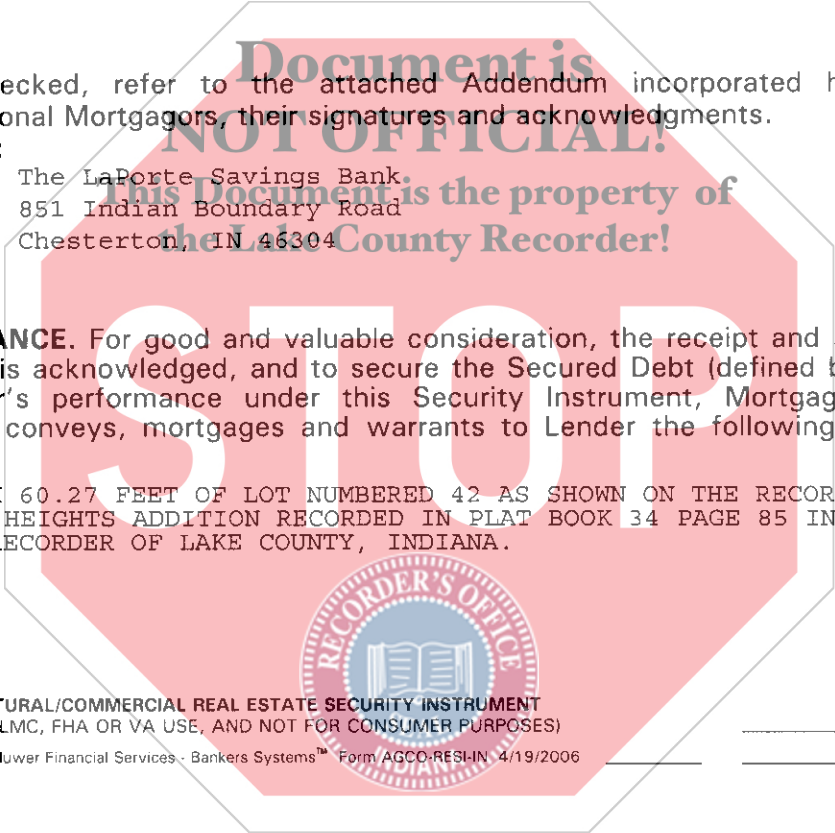 Document is
ecked, refer to the attached Addendum incorporated h
onal Mortgagors, their signatures and acknowledgments.
NOT OFFICIAL!
:
The LaPorte Savings Bank
This Document is the property of
851 Indian Boundary Road
Chesterton, IN 46304
the Lake County Recorder!
STOP
ANCE. For good and valuable consideration, the receipt and
is acknowledged, and to secure the Secured Debt (defined b
r's performance under this Security Instrument, Mortgag
conveys, mortgages and warrants to Lender the following
60.27 FEET OF LOT NUMBERED 42 AS SHOWN ON THE RECOR
HEIGHTS ADDITION RECORDED IN PLAT BOOK 34 PAGE 85 IN
ECORDER OF LAKE COUNTY, INDIANA.
RECORDER'S OFFICE
INDIANA
TURAL/COMMERCIAL REAL ESTATE SECURITY INSTRUMENT
LMC, FHA OR VA USE, AND NOT FOR CONSUMER PURPOSES)
luwer Financial Services - Bankers Systems™ Form AGCO-RESI-IN 4/19/2006